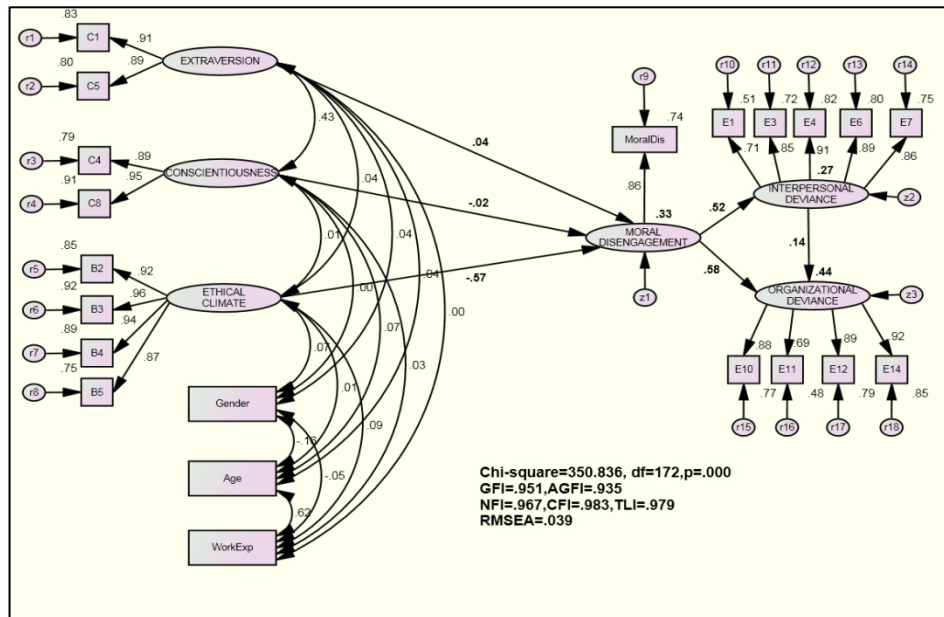 .83
r1
C1
.91
EXTRAVERSION
.80
.89
r2
C5
.43
.79
r3
C4
.89
CONSCIENTIOUSNESS
.91
.95
r4
C8
.01
.85
r5
B2
.92
.92
.96
r6
B3
ETHICAL
CLIMATE
.89
.94
r7
B4
.75
.87
r8
B5
.04
.04
.04
.00
.00
.07
.03
.07
.01
.09
Gender
-.16
-.05
Age
.62
WorkExp
.04
-.02
-.57
r9
.74
MoralDis
.86
.33
MORAL
DISENGAGEMENT
z1
.52
.58
r10
r11
r12
r13
r14
.51
.72
.82
.80
.75
E1
E3
E4
E6
E7
.71
.85
.91
.89
.86
.27
INTERPERSONAL
DEVIANCE
z2
.14
.44
ORGANIZATIONAL
DEVIANCE
z3
.88
.69
.89
.92
E10
E11
E12
E14
.77
.48
.79
.85
r15
r16
r17
r18
Chi-square=350.836, df=172,p=.000
GFI=.951,AGFI=.935
NFI=.967,CFI=.983,TLI=.979
RMSEA=.039